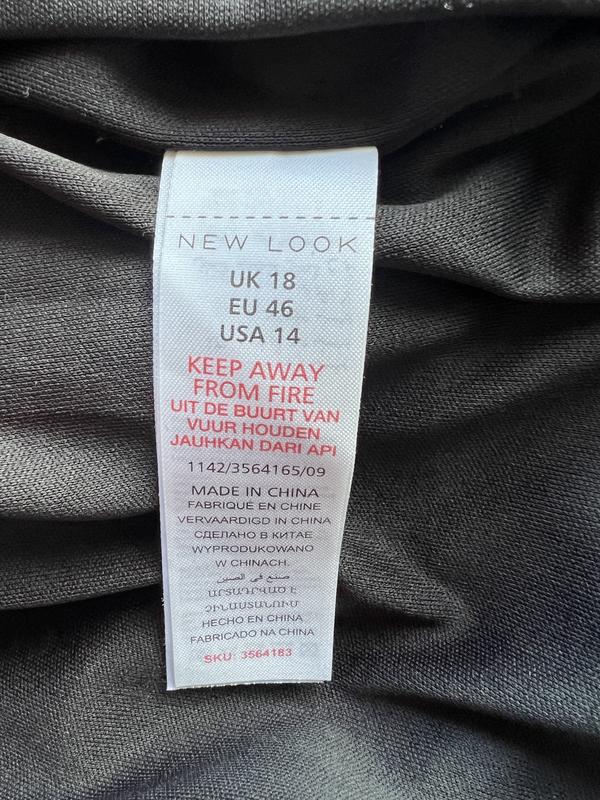 NEW LOOK
UK 18
EU 46
USA 14
KEEP AWAY
FROM FIRE
UIT DE BUURT VAN
VUUR HOUDEN
JAUHKAN DARI API
1142/3564165/09
MADE IN CHINA
FABRIQUÉ EN CHINE
VERVAARDIGD IN CHINA
СДЕЛАНО В КИТАЕ
WYPRODUKOWANO
W CHINACH.
صنع في الصين
ԱՐՏԱԴՐՎԱԾ Է
ՉԻՆԱՍՏԱՆՈՒՄ
HECHO EN CHINA
FABRICADO NA CHINA
SKU: 3564183